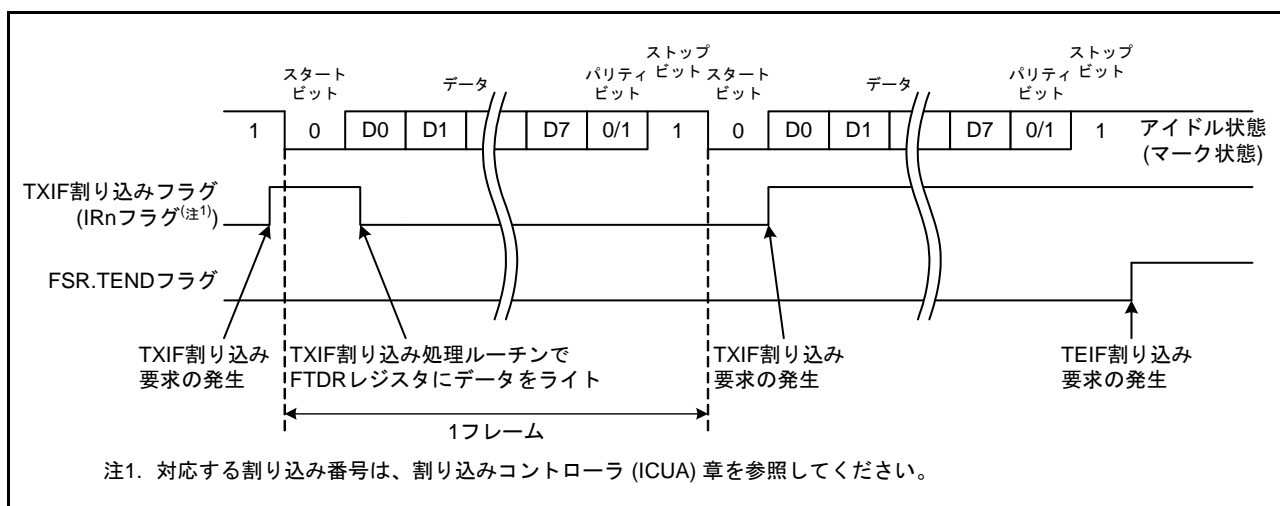 スタート
ビット
データ
パリティ
ビット
ストップ
ビット
スタート
ビット
データ
パリティ
ビット
ストップ
ビット
1 0 D0 D1 D7 0/1 1 0 D0 D1 D7 0/1 1 アイドル状態
(マーク状態)
TXIF割り込みフラグ
(IRnフラグ(注1))
FSR.TENDフラグ
TXIF割り込み
要求の発生
TXIF割り込み処理ルーチンで
FTDRレジスタにデータをライト
TXIF割り込み
要求の発生
TEIF割り込み
要求の発生
1フレーム
注1. 対応する割り込み番号は、割り込みコントローラ (ICUA) 章を参照してください。